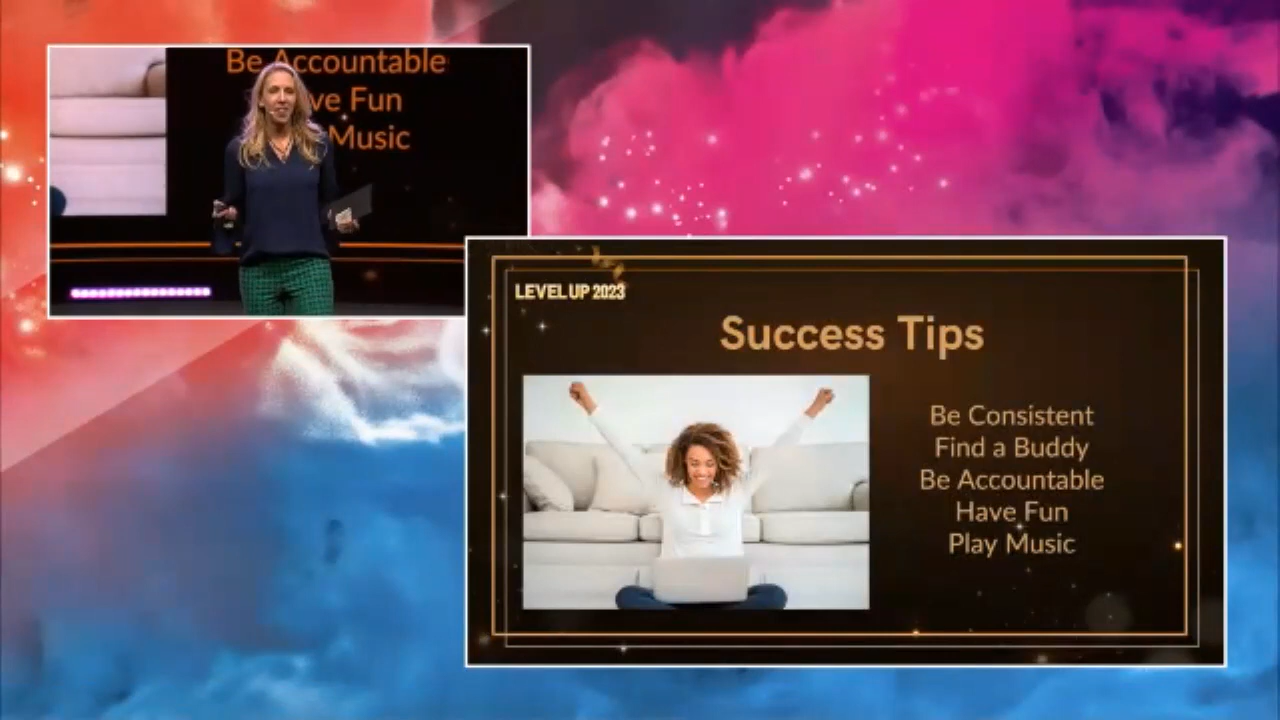 Be Accountable
ve Fun
Music
LEVEL UP 2023
Success Tips
Be Consistent
Find a Buddy
Be Accountable
Have Fun
Play Music